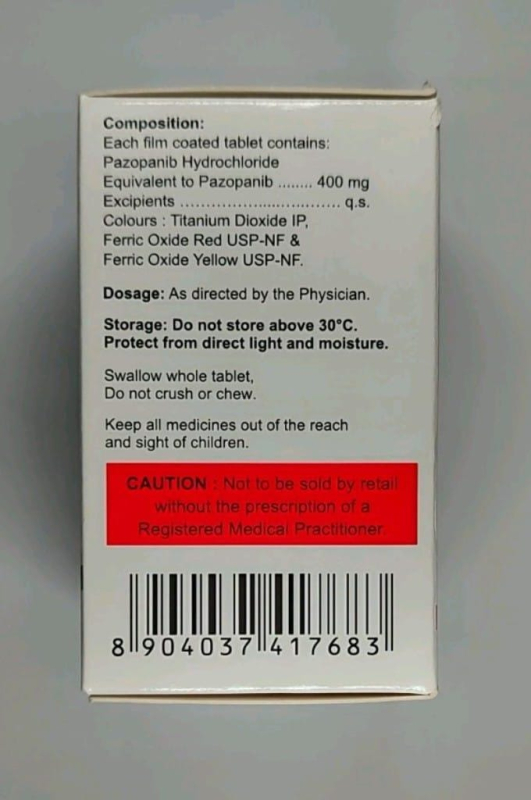 Composition:
Each film coated tablet contains:
Pazopanib Hydrochloride
Equivalent to Pazopanib ........ 400 mg
Excipients ................................ q.s.
Colours : Titanium Dioxide IP,
Ferric Oxide Red USP-NF &
Ferric Oxide Yellow USP-NF.
Dosage: As directed by the Physician.
Storage: Do not store above 30°C.
Protect from direct light and moisture.
Swallow whole tablet,
Do not crush or chew.
Keep all medicines out of the reach
and sight of children.
CAUTION : Not to be sold by retail
without the prescription of a
Registered Medical Practitioner.
8 904037 417683